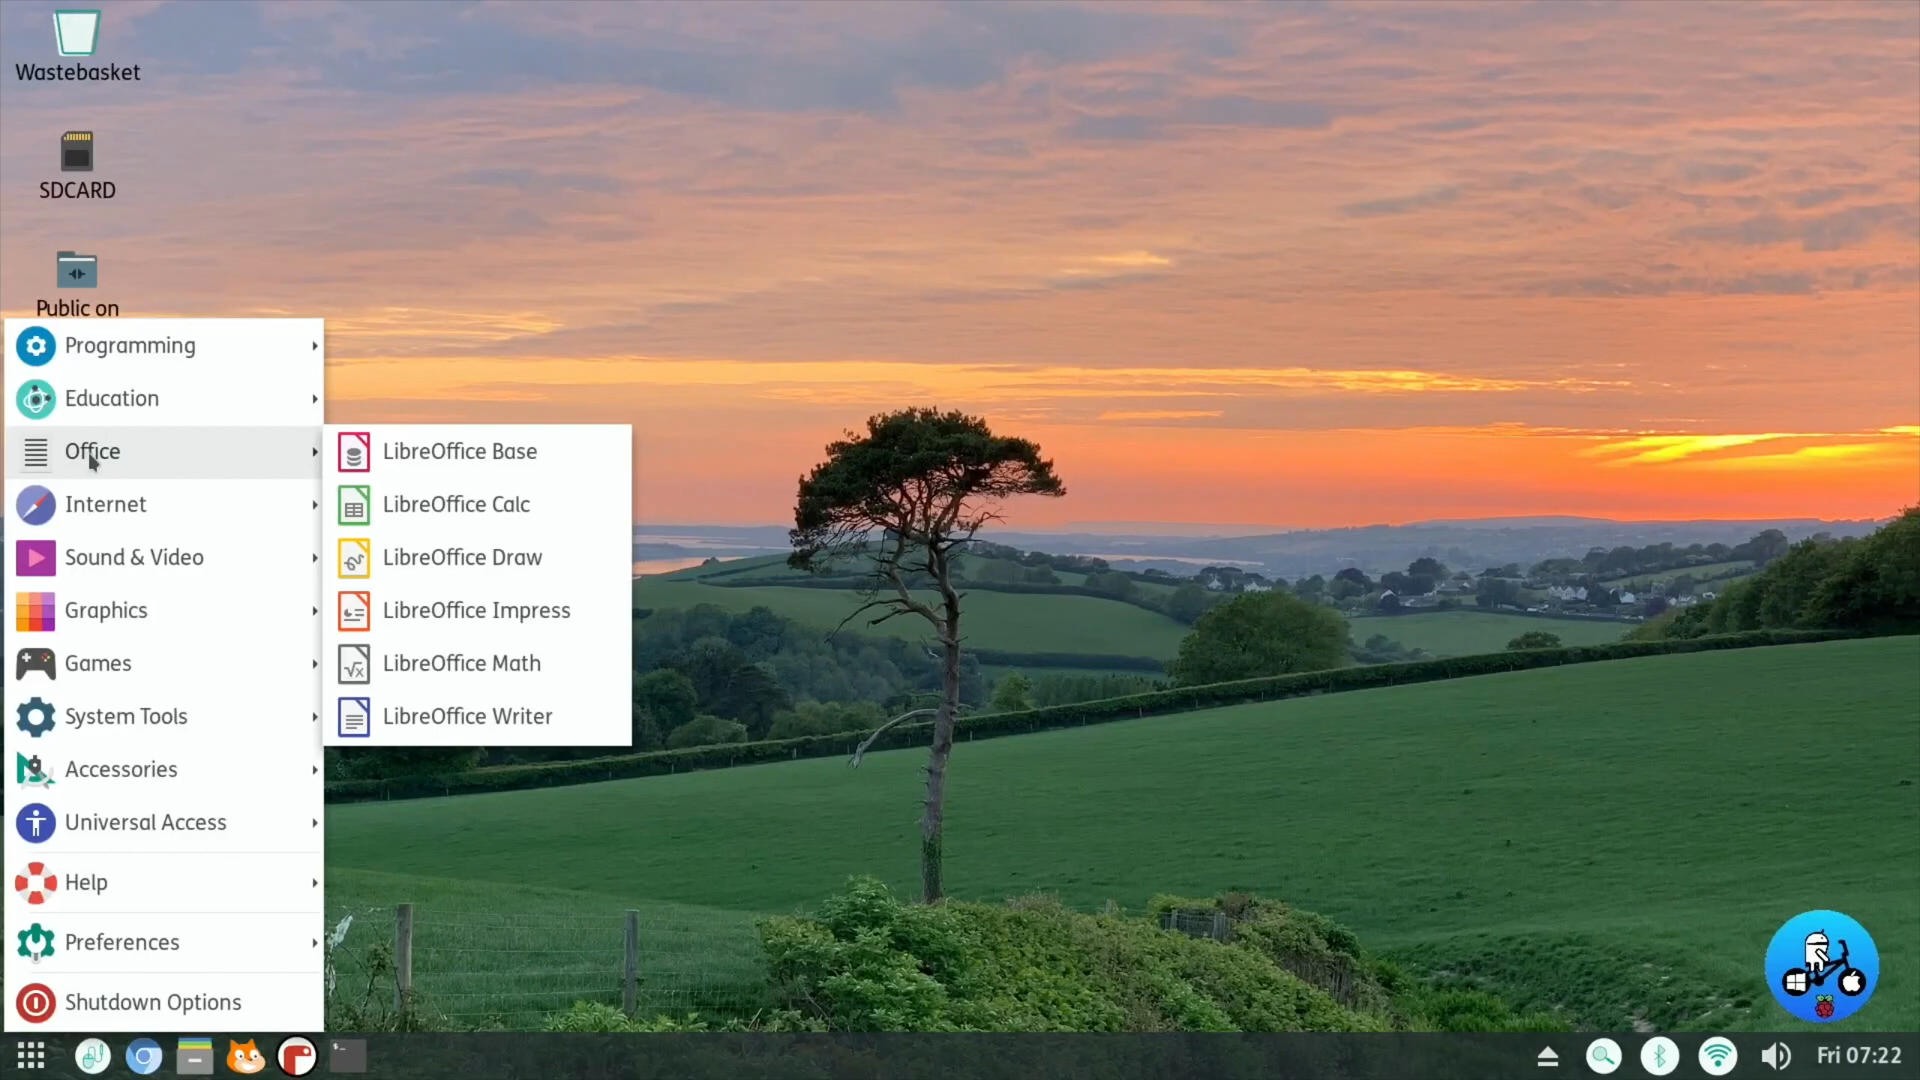 Wastebasket
SDCARD
Public on
Programming
Education
Office
Internet
Sound & Video
Graphics
Games
System Tools
Accessories
Universal Access
Help
Preferences
Shutdown Options
LibreOffice Base
LibreOffice Calc
LibreOffice Draw
LibreOffice Impress
LibreOffice Math
LibreOffice Writer
Fri 07:22